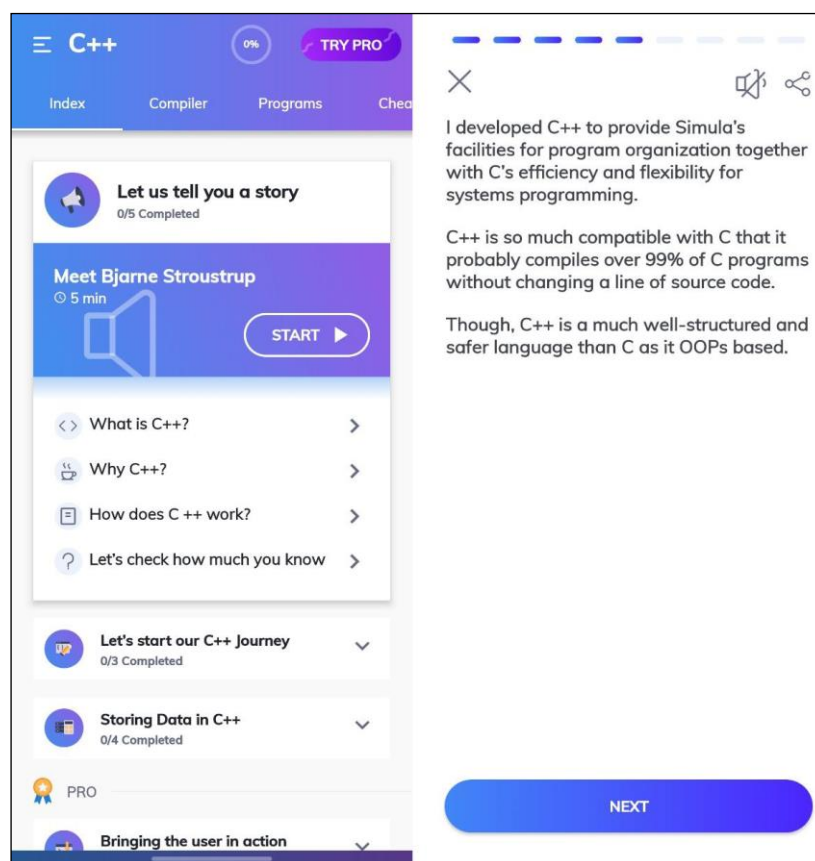 C++
0%
TRY PRO
Index
Compiler
Programs
Chea
Let us tell you a story
0/5 Completed
Meet Bjarne Stroustrup
5 min
START
What is C++?
Why C++?
How does C ++ work?
Let's check how much you know
Let's start our C++ Journey
0/3 Completed
Storing Data in C++
0/4 Completed
PRO
Bringing the user in action
I developed C++ to provide Simula's
facilities for program organization together
with C's efficiency and flexibility for
systems programming.
C++ is so much compatible with C that it
probably compiles over 99% of C programs
without changing a line of source code.
Though, C++ is a much well-structured and
safer language than C as it OOPs based.
NEXT